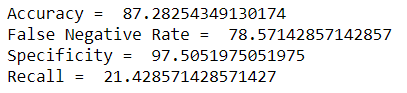 Accuracy =  87.28254349130174
False Negative Rate =  78.57142857142857
Specificity =  97.5051975051975
Recall =  21.428571428571427